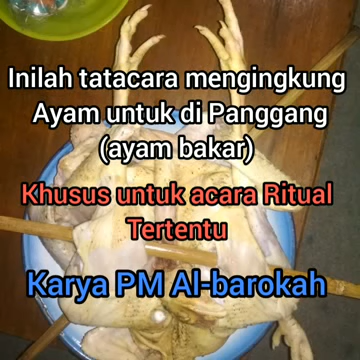 Inilah tatacara mengingkung
Ayam untuk di Panggang
(ayam bakar)
Khusus untuk acara Ritual
Tertentu
Karya PM Al-barokah